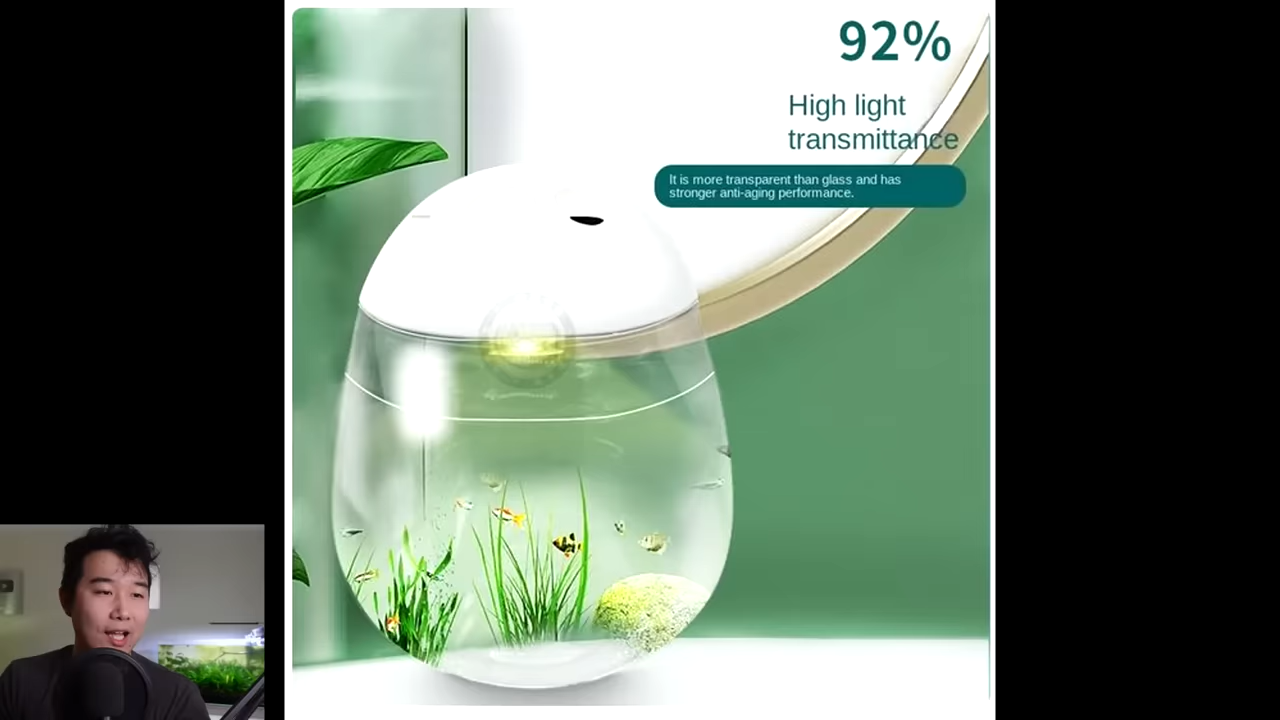 92%
High light
transmittance
It is more transparent than glass and has
stronger anti-aging performance.